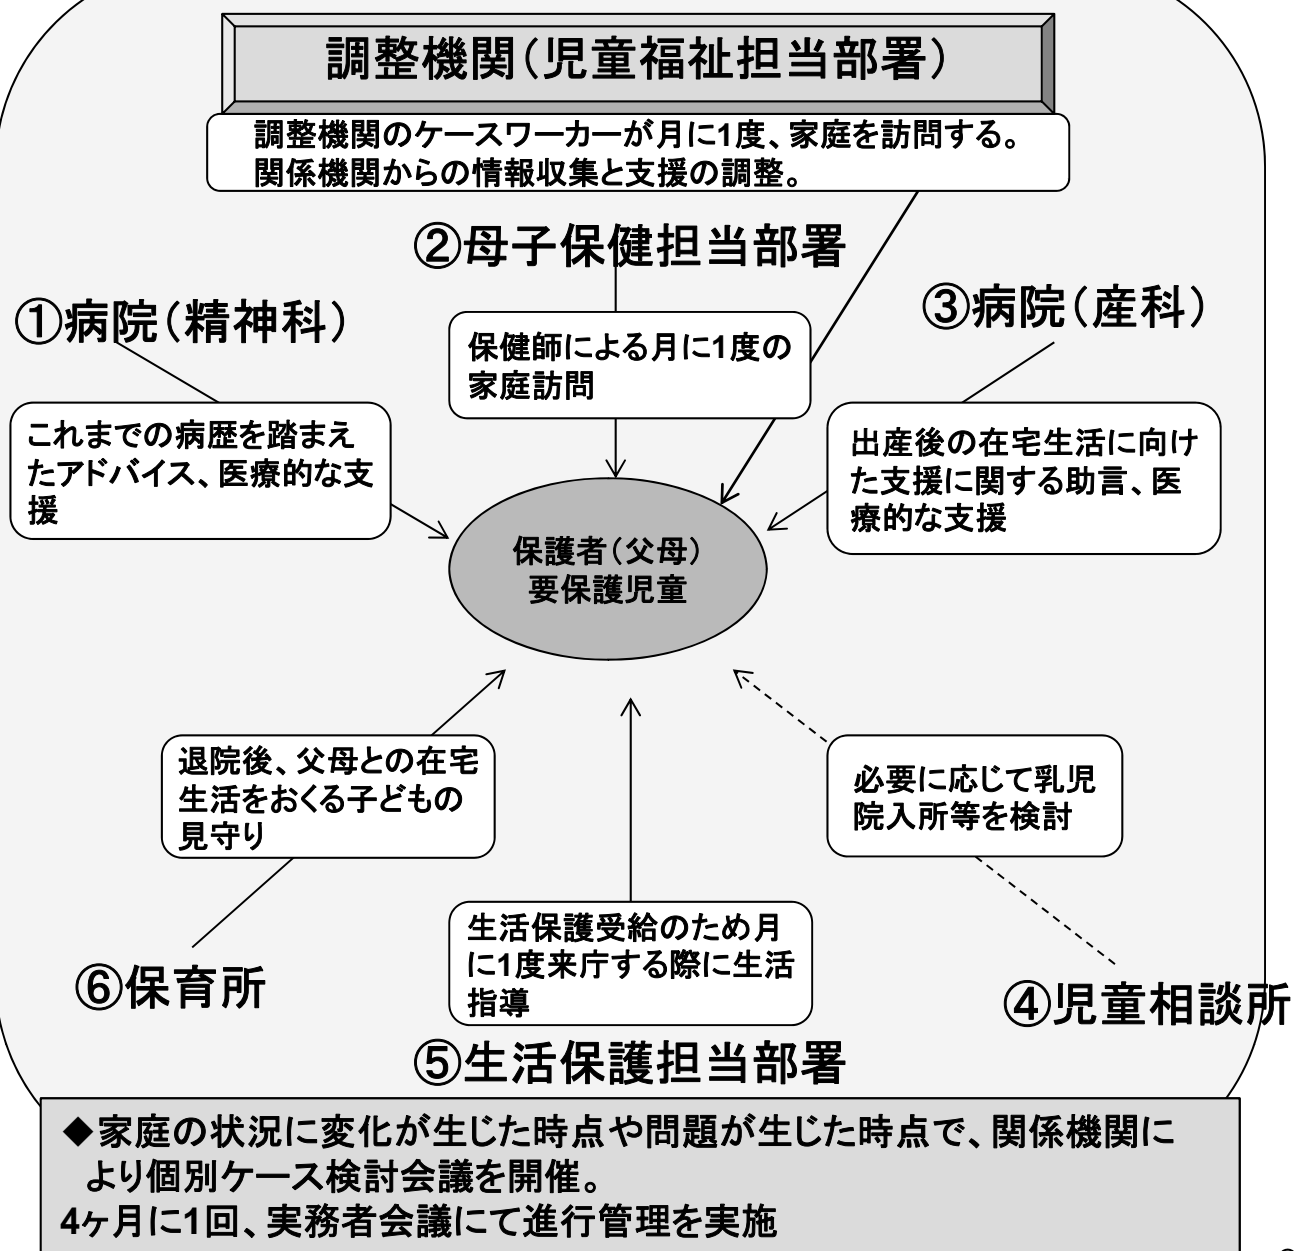 調整機関(児童福祉担当部署)
調整機関のケースワーカーが月に1度、家庭を訪問する。
関係機関からの情報収集と支援の調整。
②母子保健担当部署
①病院(精神科)
③病院(産科)
保健師による月に1度の
家庭訪問
これまでの病歴を踏まえ
たアドバイス、医療的な支
援
出産後の在宅生活に向け
た支援に関する助言、医
療的な支援
保護者(父母)
要保護児童
退院後、父母との在宅
生活をおくる子どもの
見守り
必要に応じて乳児
院入所等を検討
生活保護受給のため月
に1度来庁する際に生活
指導
⑥保育所
④児童相談所
⑤生活保護担当部署
◆家庭の状況に変化が生じた時点や問題が生じた時点で、関係機関に
より個別ケース検討会議を開催。
4ヶ月に1回、実務者会議にて進行管理を実施